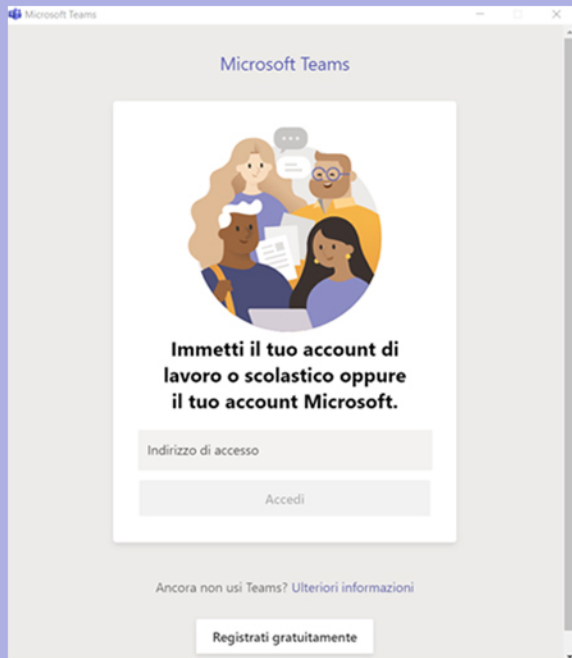 Microsoft Teams
Microsoft Teams
Immetti il tuo account di
lavoro o scolastico oppure
il tuo account Microsoft.
Indirizzo di accesso
Accedi
Ancora non usi Teams? Ulteriori informazioni
Registrati gratuitamente